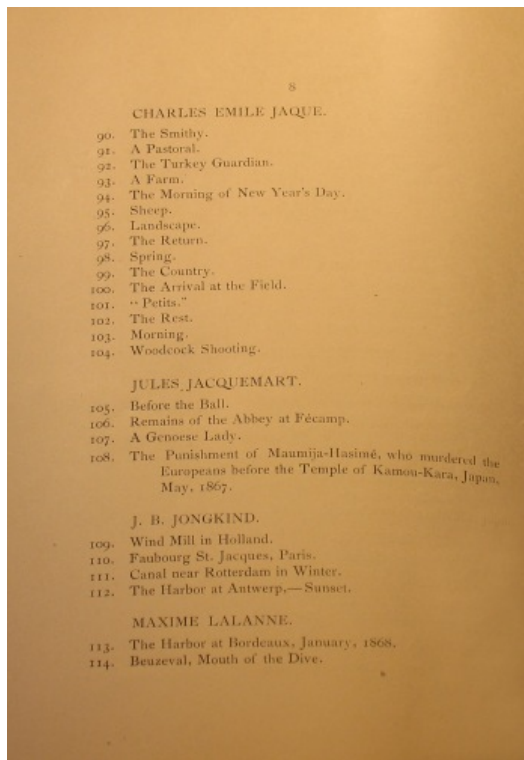 8
CHARLES EMILE JAQUE.
90. The Smithy.
91. A Pastoral.
92. The Turkey Guardian.
93. A Farm.
94. The Morning of New Year's Day.
95. Sheep.
96. Landscape.
97. The Return.
98. Spring.
99. The Country.
100. The Arrival at the Field.
101. "Petits."
102. The Rest.
103. Morning.
104. Woodcock Shooting.
JULES JACQUEMART.
105. Before the Ball.
106. Remains of the Abbey at Fécamp.
107. A Genoese Lady.
108. The Punishment of Maumija-Hasimé, who murdered the
Europeans before the Temple of Kamou-Kara, Japan,
May, 1867.
J. B. JONGKIND.
109. Wind Mill in Holland.
110. Faubourg St. Jacques, Paris.
111. Canal near Rotterdam in Winter.
112. The Harbor at Antwerp,—Sunset.
MAXIME LALANNE.
113. The Harbor at Bordeaux, January, 1868.
114. Beuzeval, Mouth of the Dive.